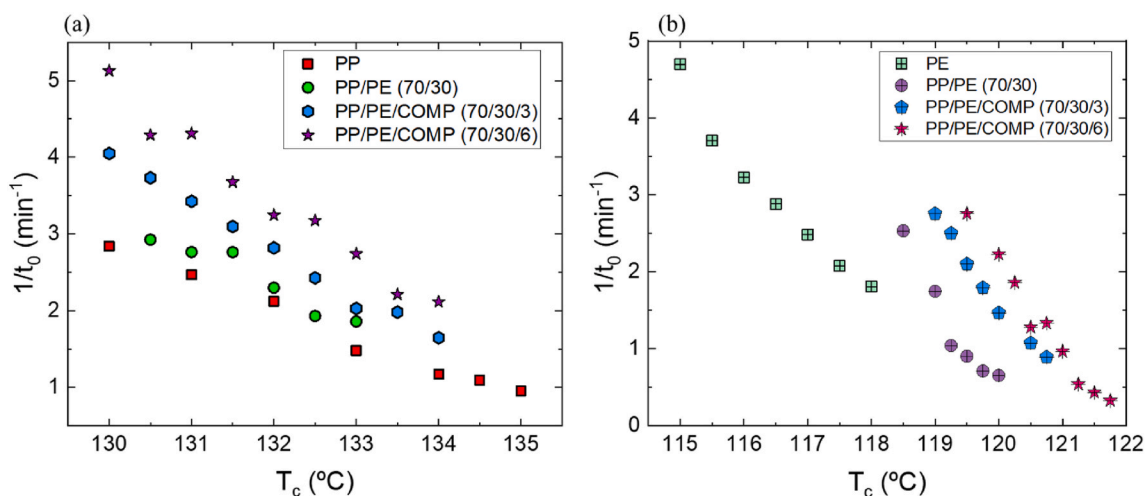 (a)
PP
PP/PE (70/30)
PP/PE/COMP (70/30/3)
PP/PE/COMP (70/30/6)
5
4
3
2
1
1/t₀ (min⁻¹)
130 131 132 133 134 135
T_c (ºC)
(b)
PE
PP/PE (70/30)
PP/PE/COMP (70/30/3)
PP/PE/COMP (70/30/6)
5
4
3
2
1
0
1/t₀ (min⁻¹)
115 116 117 118 119 120 121 122
T_c (ºC)